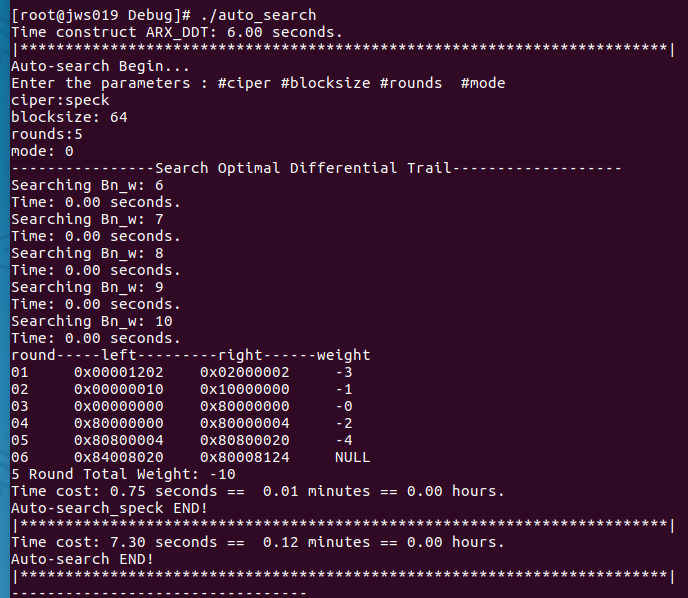 [root@jws019 Debug]# ./auto_search
Time construct ARX_DDT: 6.00 seconds.
|*************************************************************************|
Auto-search Begin...
Enter the parameters : #ciper #blocksize #rounds  #mode
ciper:speck
blocksize: 64
rounds:5
mode: 0
----------------Search Optimal Differential Trail-------------------
Searching Bn_w: 6
Time: 0.00 seconds.
Searching Bn_w: 7
Time: 0.00 seconds.
Searching Bn_w: 8
Time: 0.00 seconds.
Searching Bn_w: 9
Time: 0.00 seconds.
Searching Bn_w: 10
Time: 0.00 seconds.
round-----left---------right------weight
01     0x00001202    0x02000002     -3
02     0x00000010    0x10000000     -1
03     0x00000000    0x80000000     -0
04     0x80000000    0x80000004     -2
05     0x80800004    0x80800020     -4
06     0x84008020    0x80008124     NULL
5 Round Total Weight: -10
Time cost: 0.75 seconds ==  0.01 minutes == 0.00 hours.
Auto-search_speck END!
|*************************************************************************|
Time cost: 7.30 seconds ==  0.12 minutes == 0.00 hours.
Auto-search END!
|*************************************************************************|
---------------------------------